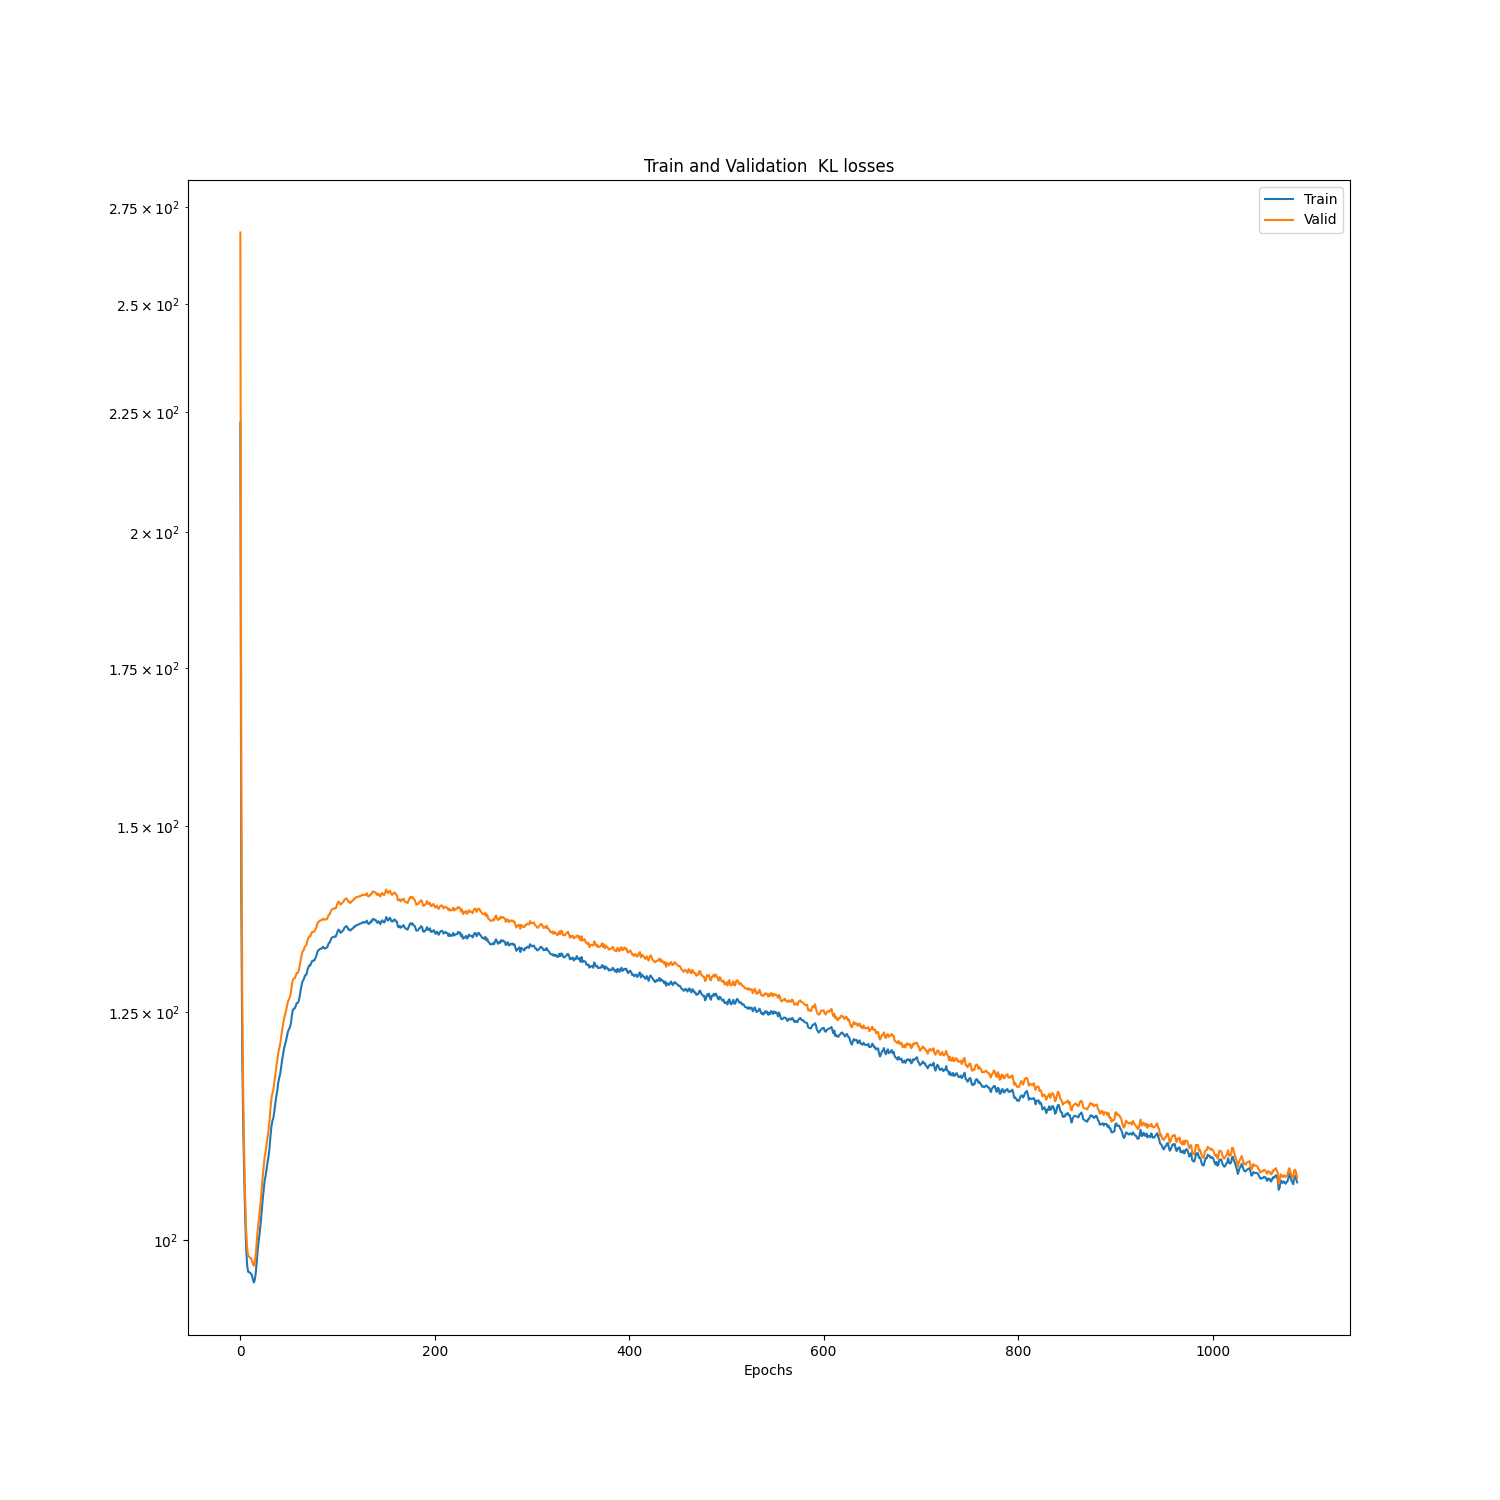 Train and Validation  KL losses
Train
Valid
2.75 × 10²
2.5 × 10²
2.25 × 10²
2 × 10²
1.75 × 10²
1.5 × 10²
1.25 × 10²
10²
0 200 400 600 800 1000
Epochs